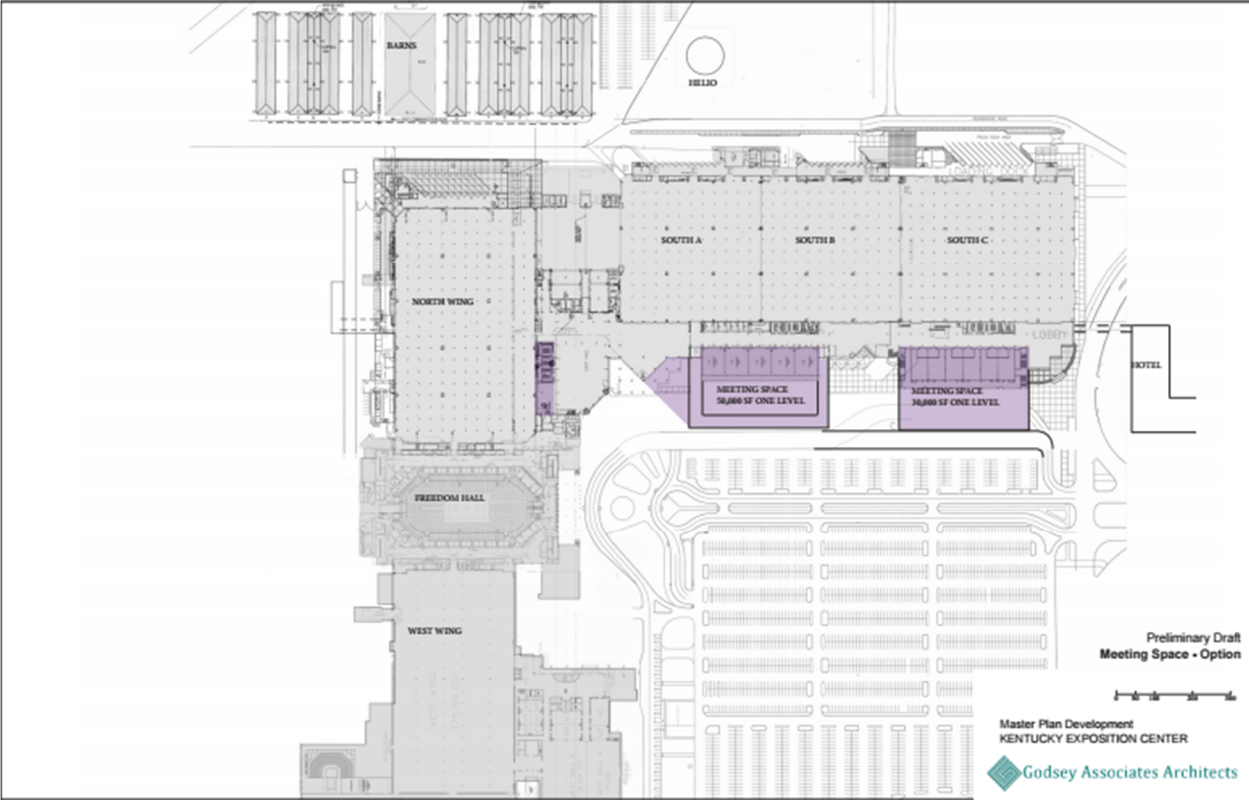 BARNS
HELIO
SOUTH A
SOUTH B
SOUTH C
NORTH WING
LOBBY
HOTEL
MEETING SPACE
50,000 SF ONE LEVEL
MEETING SPACE
30,000 SF ONE LEVEL
FREEDOM HALL
WEST WING
Preliminary Draft
Meeting Space - Option
Master Plan Development
KENTUCKY EXPOSITION CENTER
Godsey Associates Architects